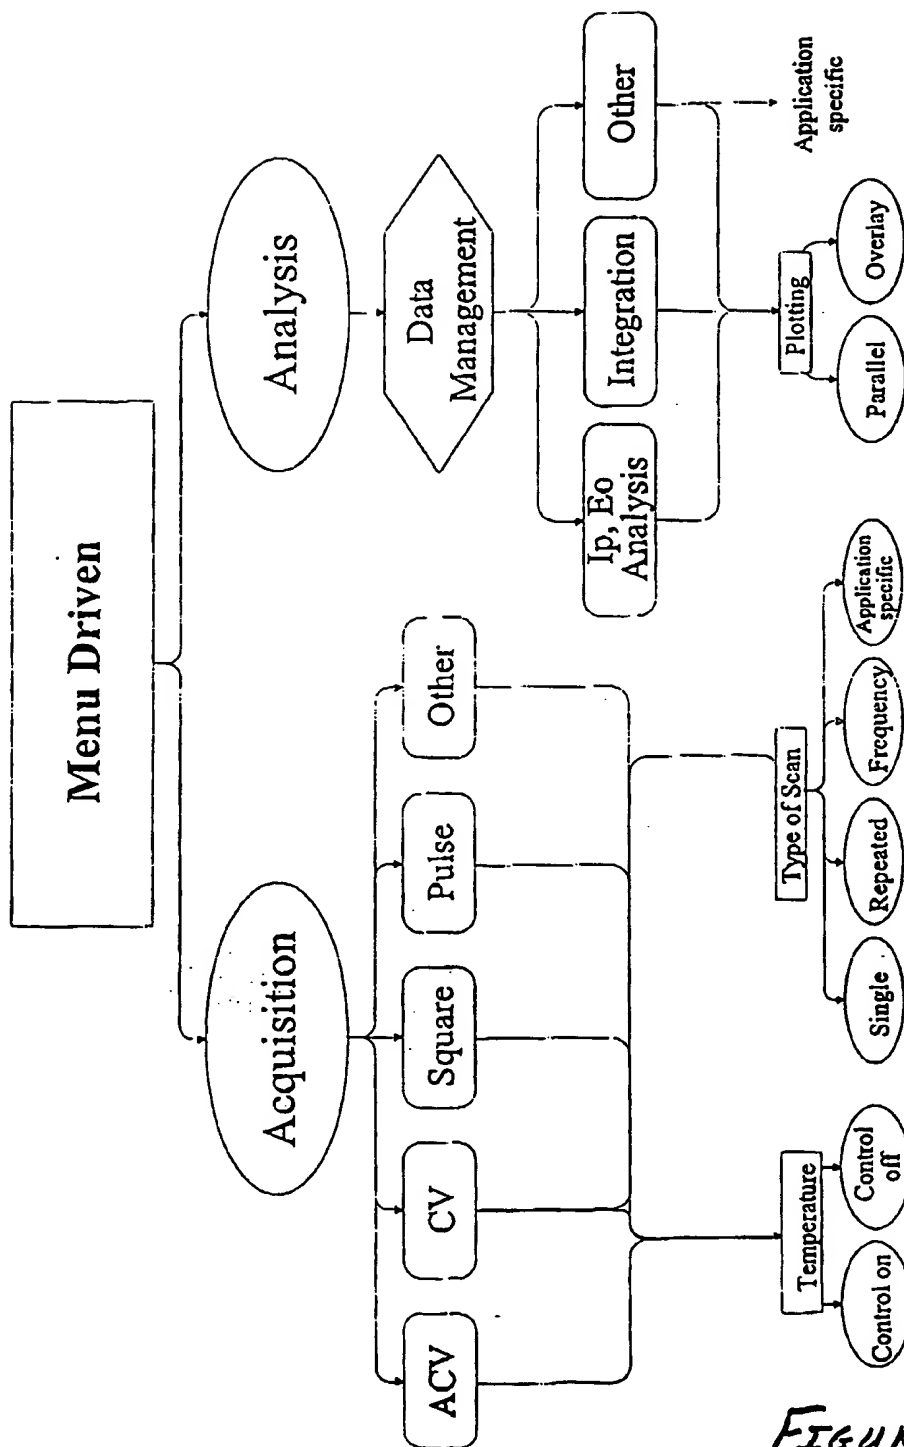 Menu Driven
Acquisition
Analysis
Data
Management
ACV
CV
Square
Pulse
Other
Ip, Eo
Analysis
Integration
Other
Temperature
Type of Scan
Plotting
Application
specific
Control on
Control
off
Single
Repeated
Frequency
Application
specific
Parallel
Overlay